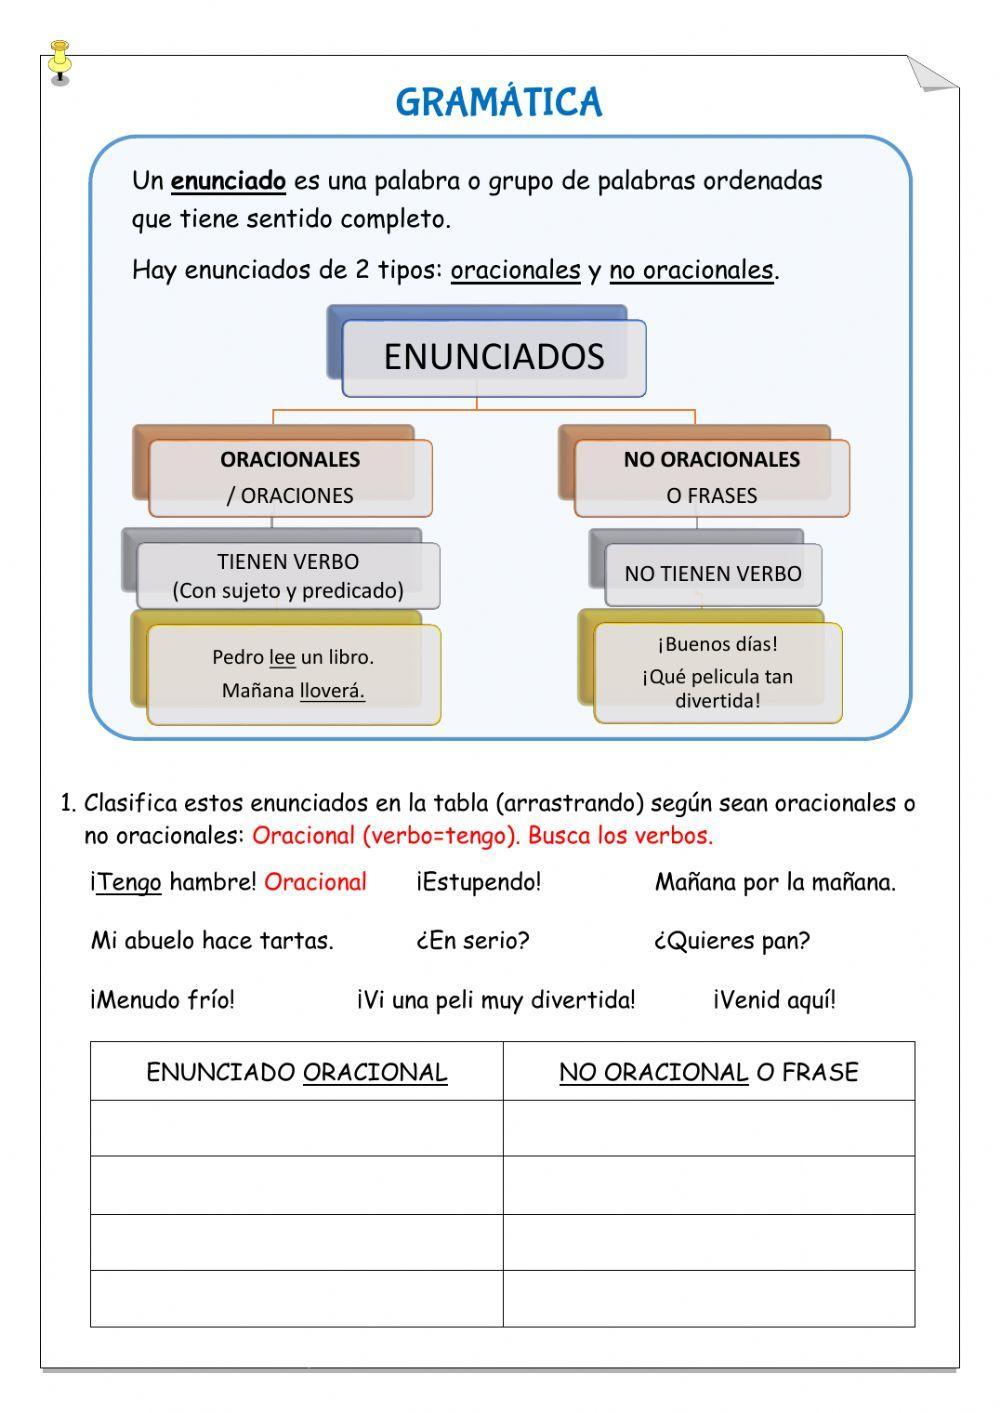 GRAMÁTICA
Un enunciado es una palabra o grupo de palabras ordenadas
que tiene sentido completo.
Hay enunciados de 2 tipos: oracionales y no oracionales.
ENUNCIADOS
ORACIONALES
/ ORACIONES
TIENEN VERBO
(Con sujeto y predicado)
Pedro lee un libro.
Mañana lloverá.
NO ORACIONALES
O FRASES
NO TIENEN VERBO
¡Buenos días!
¡Qué pelicula tan
divertida!
1. Clasifica estos enunciados en la tabla (arrastrando) según sean oracionales o
no oracionales: Oracional (verbo=tengo). Busca los verbos.
¡Tengo hambre! Oracional ¡Estupendo! Mañana por la mañana.
Mi abuelo hace tartas. ¿En serio? ¿Quieres pan?
¡Menudo frío! ¡Vi una peli muy divertida! ¡Venid aquí!
ENUNCIADO ORACIONAL NO ORACIONAL O FRASE